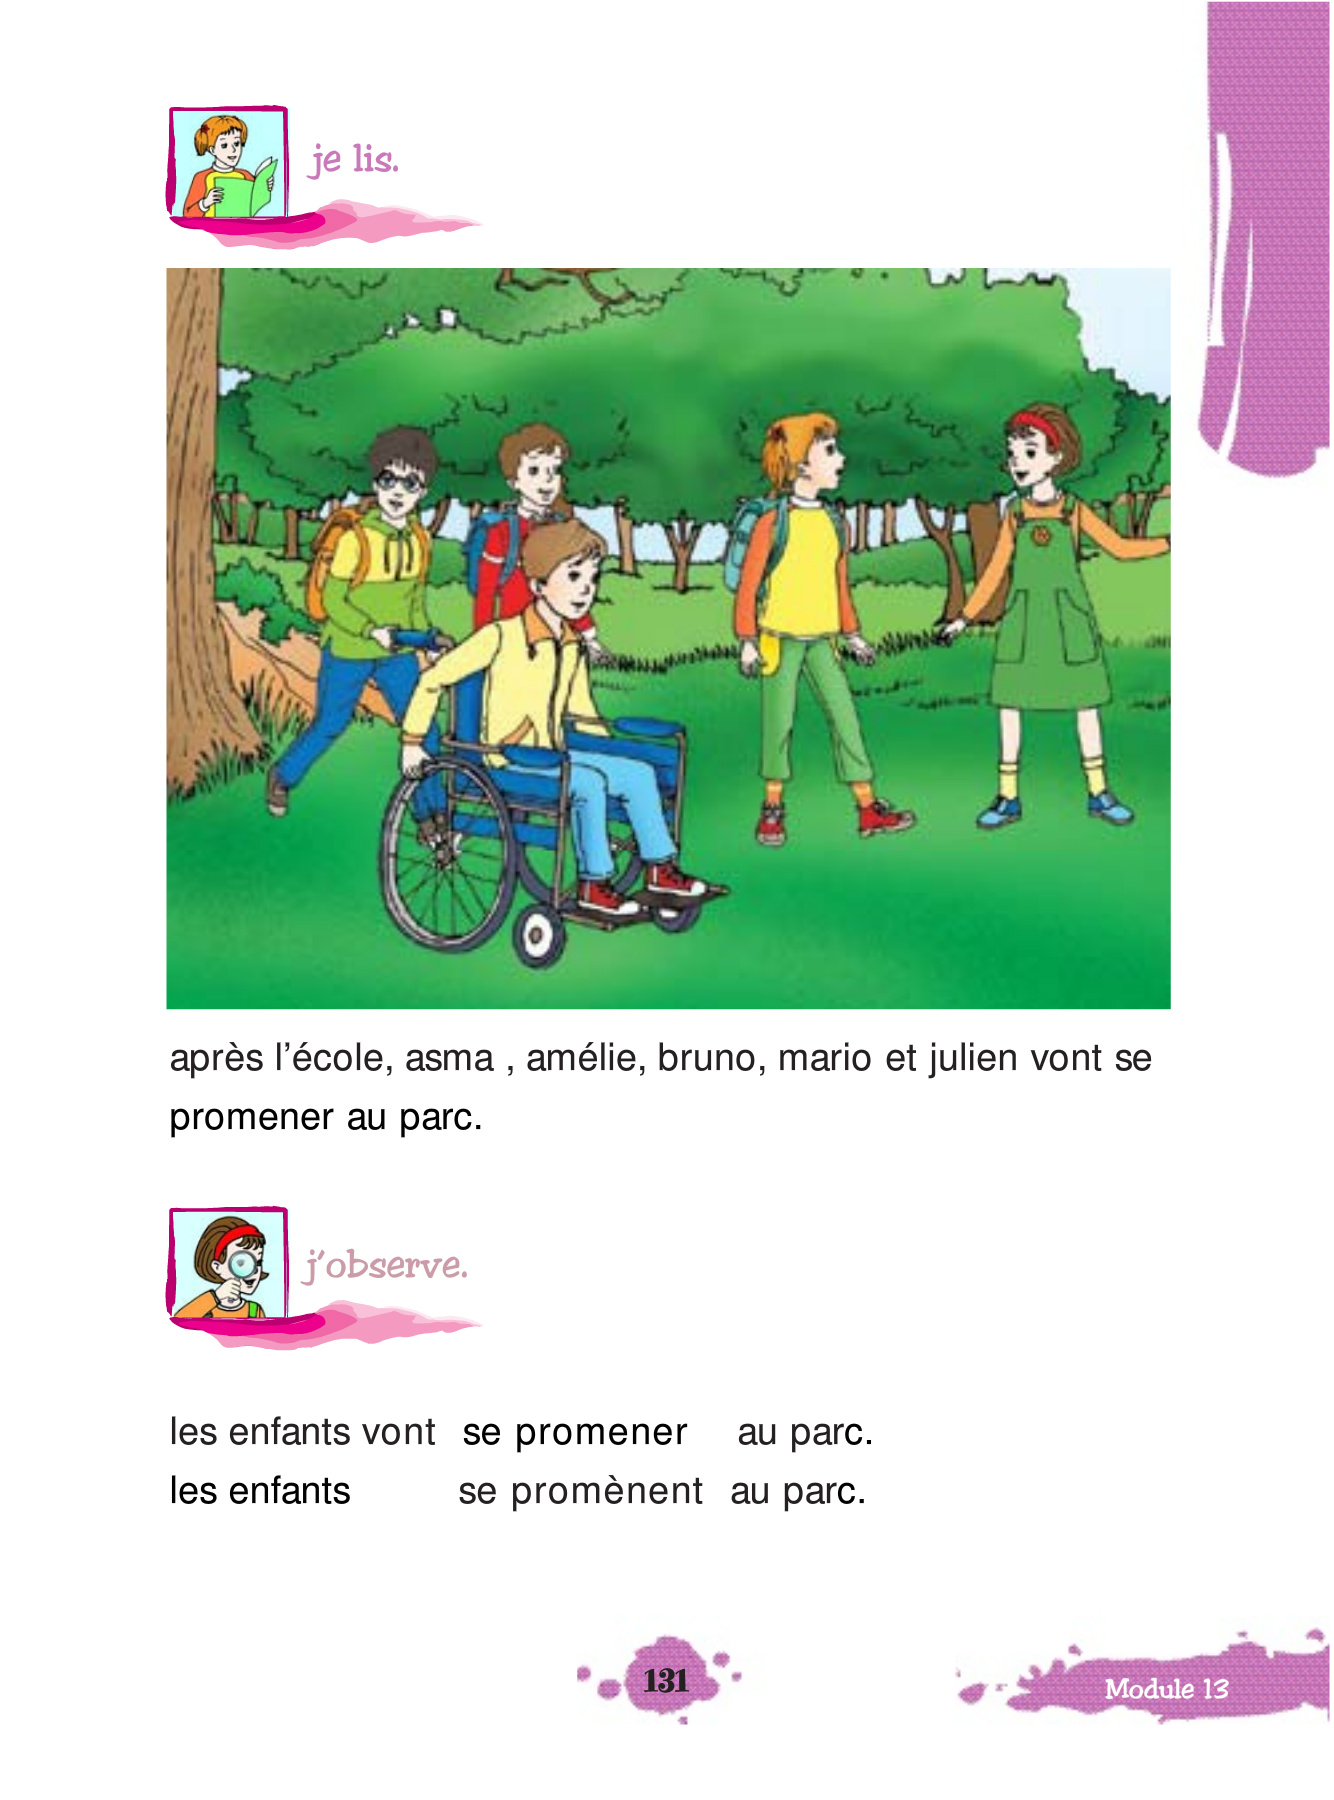 je lis.
après l'école, asma , amélie, bruno, mario et julien vont se
promener au parc.
j'observe.
les enfants vont se promener au parc.
les enfants se promènent au parc.
131
Module 13